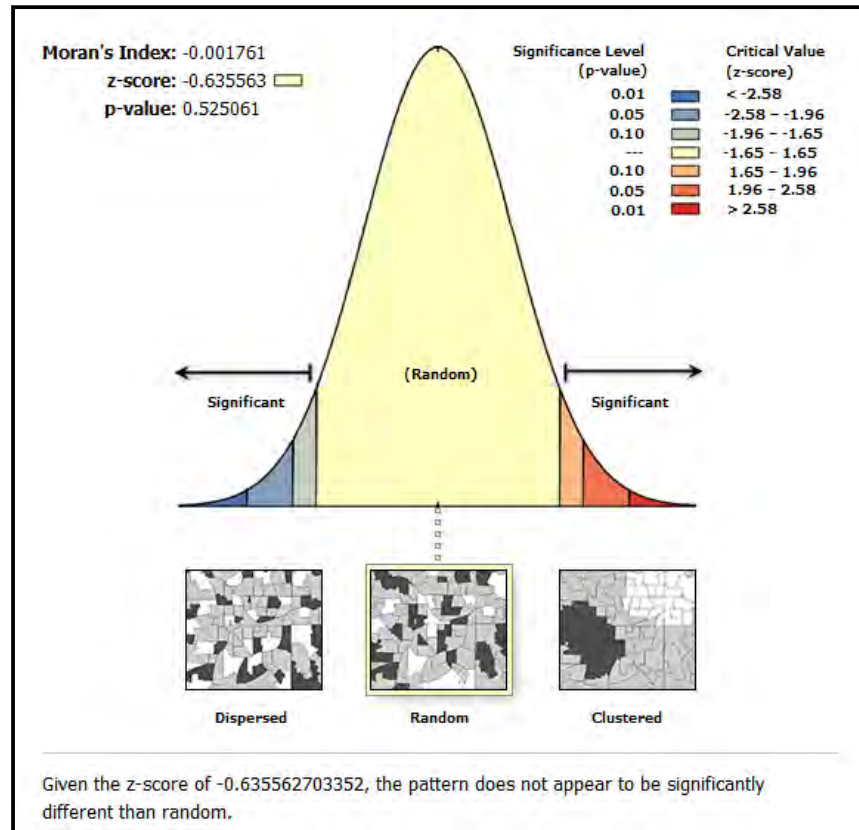 Moran's Index: -0.001761
z-score: -0.635563
p-value: 0.525061
Significance Level
(p-value)
Critical Value
(z-score)
0.01 < -2.58
0.05 -2.58 – -1.96
0.10 -1.96 – -1.65
--- -1.65 – 1.65
0.10 1.65 – 1.96
0.05 1.96 – 2.58
0.01 > 2.58
(Random)
Significant
Significant
Dispersed
Random
Clustered
Given the z-score of -0.635562703352, the pattern does not appear to be significantly
different than random.